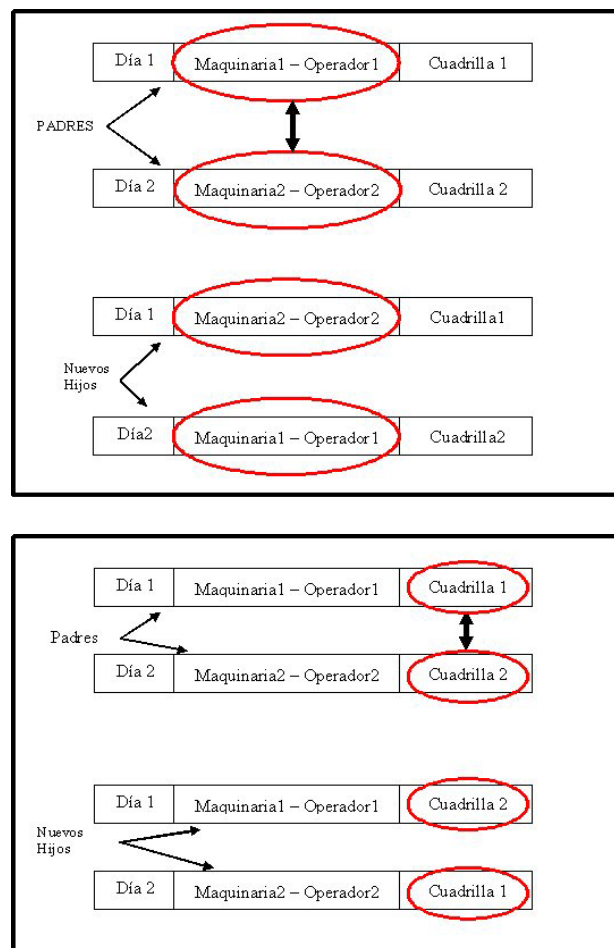 Día 1 Maquinaria1 – Operador1 Cuadrilla 1
PADRES
Día 2 Maquinaria2 – Operador2 Cuadrilla 2
Día 1 Maquinaria2 – Operador2 Cuadrilla1
Nuevos
Hijos
Día2 Maquinaria1 – Operador1 Cuadrilla2
Día 1 Maquinaria1 – Operador1 Cuadrilla 1
Padres
Día 2 Maquinaria2 – Operador2 Cuadrilla 2
Día 1 Maquinaria1 – Operador1 Cuadrilla 2
Nuevos
Hijos
Día 2 Maquinaria2 – Operador2 Cuadrilla 1